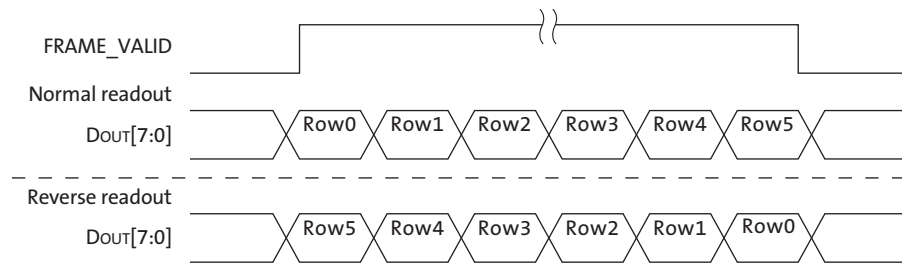 FRAME_VALID
Normal readout
DOUT[7:0] Row0 Row1 Row2 Row3 Row4 Row5
Reverse readout
DOUT[7:0] Row5 Row4 Row3 Row2 Row1 Row0